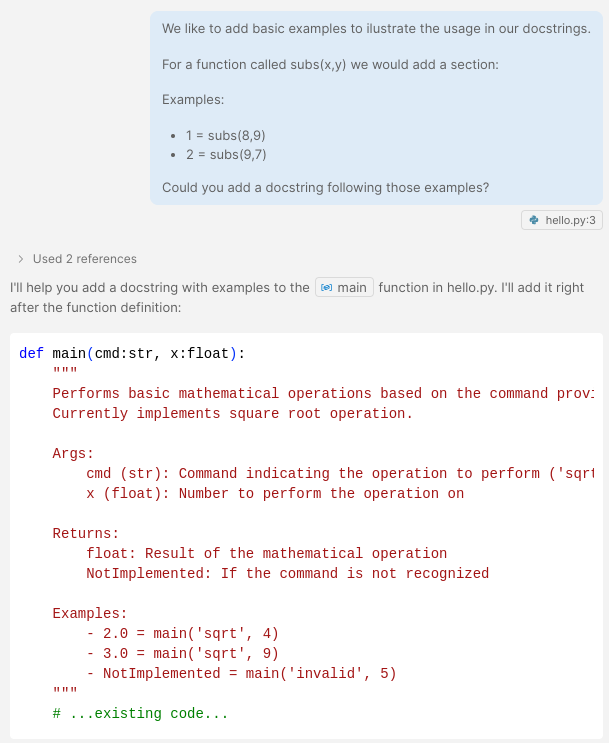 We like to add basic examples to ilustrate the usage in our docstrings.
For a function called subs(x,y) we would add a section:
Examples:
• 1 = subs(8,9)
• 2 = subs(9,7)
Could you add a docstring following those examples?
hello.py:3
Used 2 references
I'll help you add a docstring with examples to the main function in hello.py. I'll add it right
after the function definition:
def main(cmd:str, x:float):
"""
Performs basic mathematical operations based on the command provi
Currently implements square root operation.
Args:
cmd (str): Command indicating the operation to perform ('sqrt
x (float): Number to perform the operation on
Returns:
float: Result of the mathematical operation
NotImplemented: If the command is not recognized
Examples:
- 2.0 = main('sqrt', 4)
- 3.0 = main('sqrt', 9)
- NotImplemented = main('invalid', 5)
"""
# ...existing code...